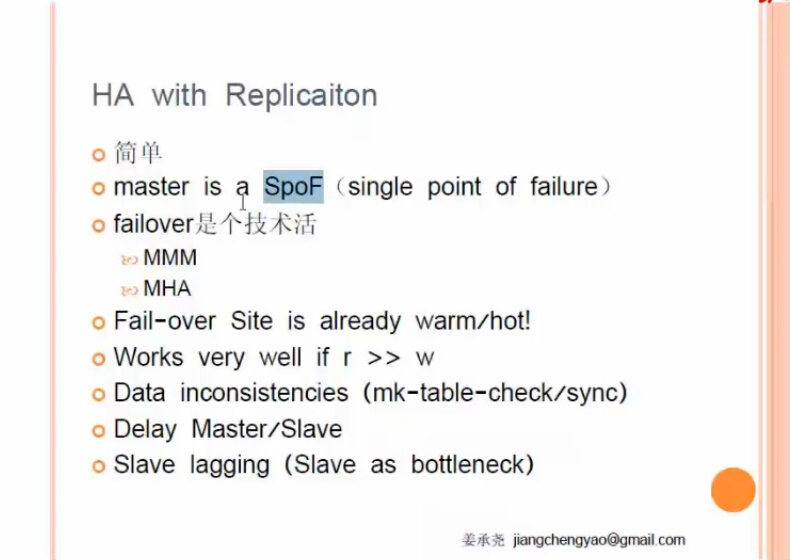 HA with Replicaiton
简单
master is a SpoF（single point of failure）
failover是个技术活
MMM
MHA
Fail-over Site is already warm/hot!
Works very well if r >> w
Data inconsistencies (mk-table-check/sync)
Delay Master/Slave
Slave lagging (Slave as bottleneck)
姜承尧 jiangchengyao@gmail.com